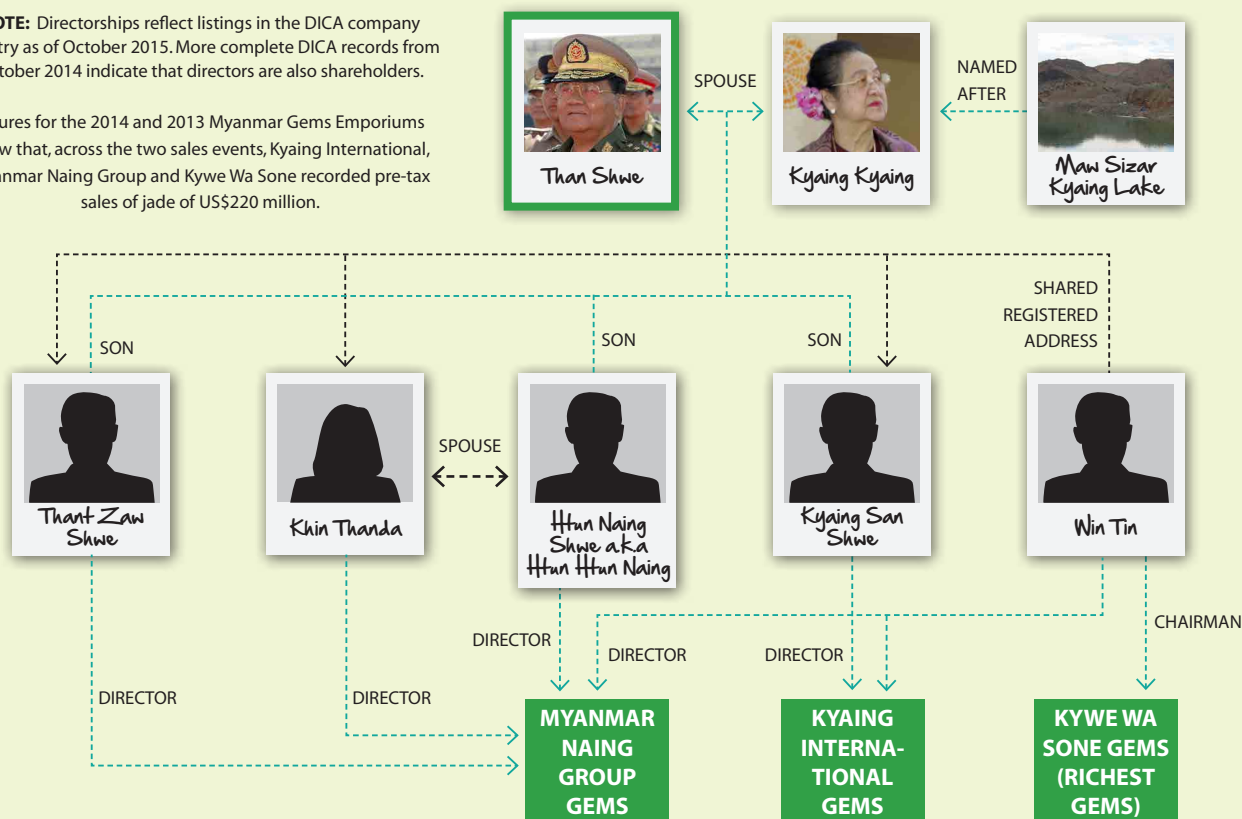 OTE: Directorships reflect listings in the DICA company
try as of October 2015. More complete DICA records from
tober 2014 indicate that directors are also shareholders.
ures for the 2014 and 2013 Myanmar Gems Emporiums
w that, across the two sales events, Kyaing International,
anmar Naing Group and Kywe Wa Sone recorded pre-tax
sales of jade of US$220 million.
SPOUSE
NAMED
AFTER
Than Shwe
Kyaing Kyaing
Maw Sizar
Kyaing Lake
SHARED
REGISTERED
ADDRESS
SON
SON
SON
SPOUSE
Thant Zaw
Shwe
Khin Thanda
Htun Naing
Shwe aka
Htun Htun Naing
Kyaing San
Shwe
Win Tin
DIRECTOR
DIRECTOR
DIRECTOR
DIRECTOR
DIRECTOR
CHAIRMAN
MYANMAR
NAING
GROUP
GEMS
KYAING
INTERNA-
TIONAL
GEMS
KYWE WA
SONE GEMS
(RICHEST
GEMS)